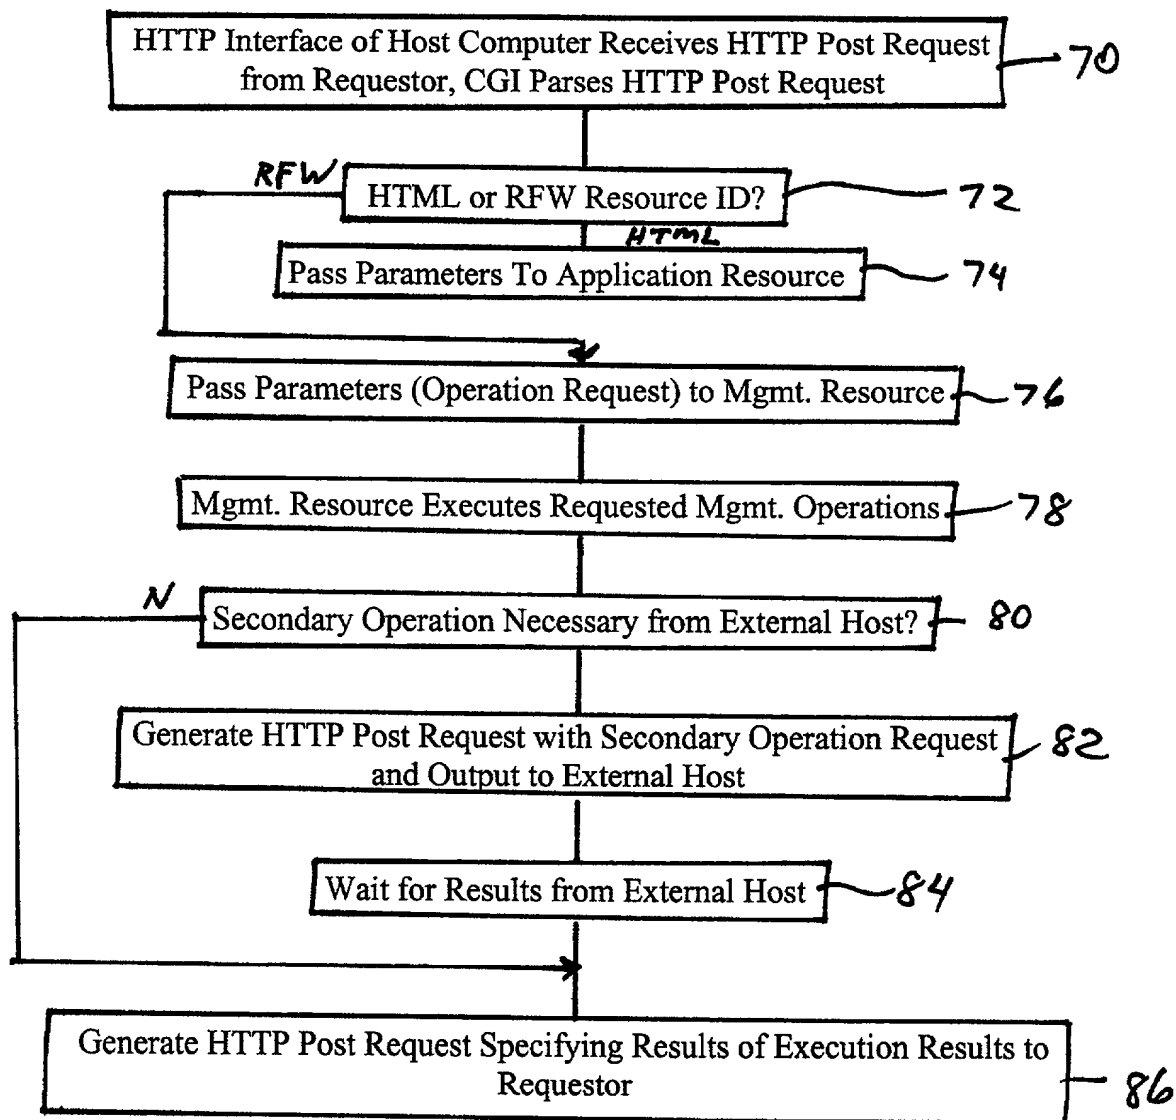 HTTP Interface of Host Computer Receives HTTP Post Request
from Requestor, CGI Parses HTTP Post Request
70
RFW
HTML or RFW Resource ID?
72
HTML
Pass Parameters To Application Resource
74
Pass Parameters (Operation Request) to Mgmt. Resource
76
Mgmt. Resource Executes Requested Mgmt. Operations
78
N
Secondary Operation Necessary from External Host?
80
Generate HTTP Post Request with Secondary Operation Request
and Output to External Host
82
Wait for Results from External Host
84
Generate HTTP Post Request Specifying Results of Execution Results to
Requestor
86